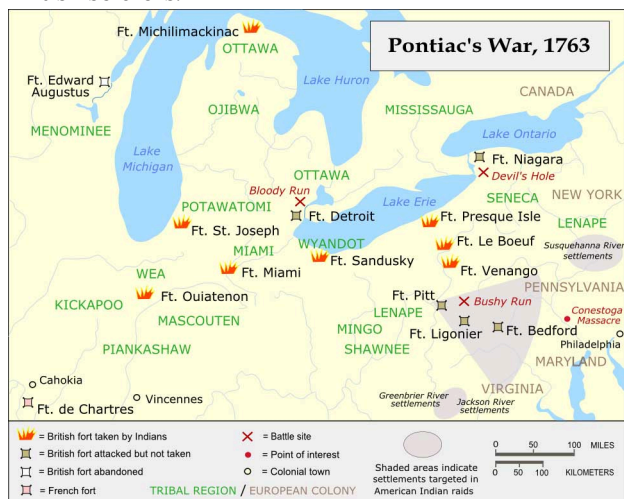 Pontiac's War, 1763
Ft. Michilimackinac
OTTAWA
Ft. Edward
Augustus
Lake Huron
CANADA
OJIBWA
MISSISSAUGA
MENOMINEE
Lake
Michigan
Lake Ontario
Ft. Niagara
Devil's Hole
OTTAWA
Bloody Run
Lake Erie
SENECA
NEW YORK
POTAWATOMI
Ft. Detroit
Ft. Presque Isle
LENAPE
Ft. St. Joseph
WYANDOT
Ft. Le Boeuf
Susquehanna River
settlements
MIAMI
Ft. Sandusky
WEA
Ft. Miami
Ft. Venango
PENNSYLVANIA
KICKAPOO
Ft. Ouiatenon
Ft. Pitt
Bushy Run
Conestoga
Massacre
MASCOUTEN
LENAPE
MINGO
Ft. Ligonier
Ft. Bedford
Philadelphia
PIANKASHAW
SHAWNEE
MARYLAND
Cahokia
Vincennes
VIRGINIA
Greenbrier River
settlements
Jackson River
settlements
Ft. de Chartres
= British fort taken by Indians
= British fort attacked but not taken
= British fort abandoned
= French fort
= Battle site
= Point of interest
= Colonial town
TRIBAL REGION / EUROPEAN COLONY
Shaded areas indicate
settlements targeted in
American Indian raids
0 50 100 MILES
0 50 100 KILOMETERS